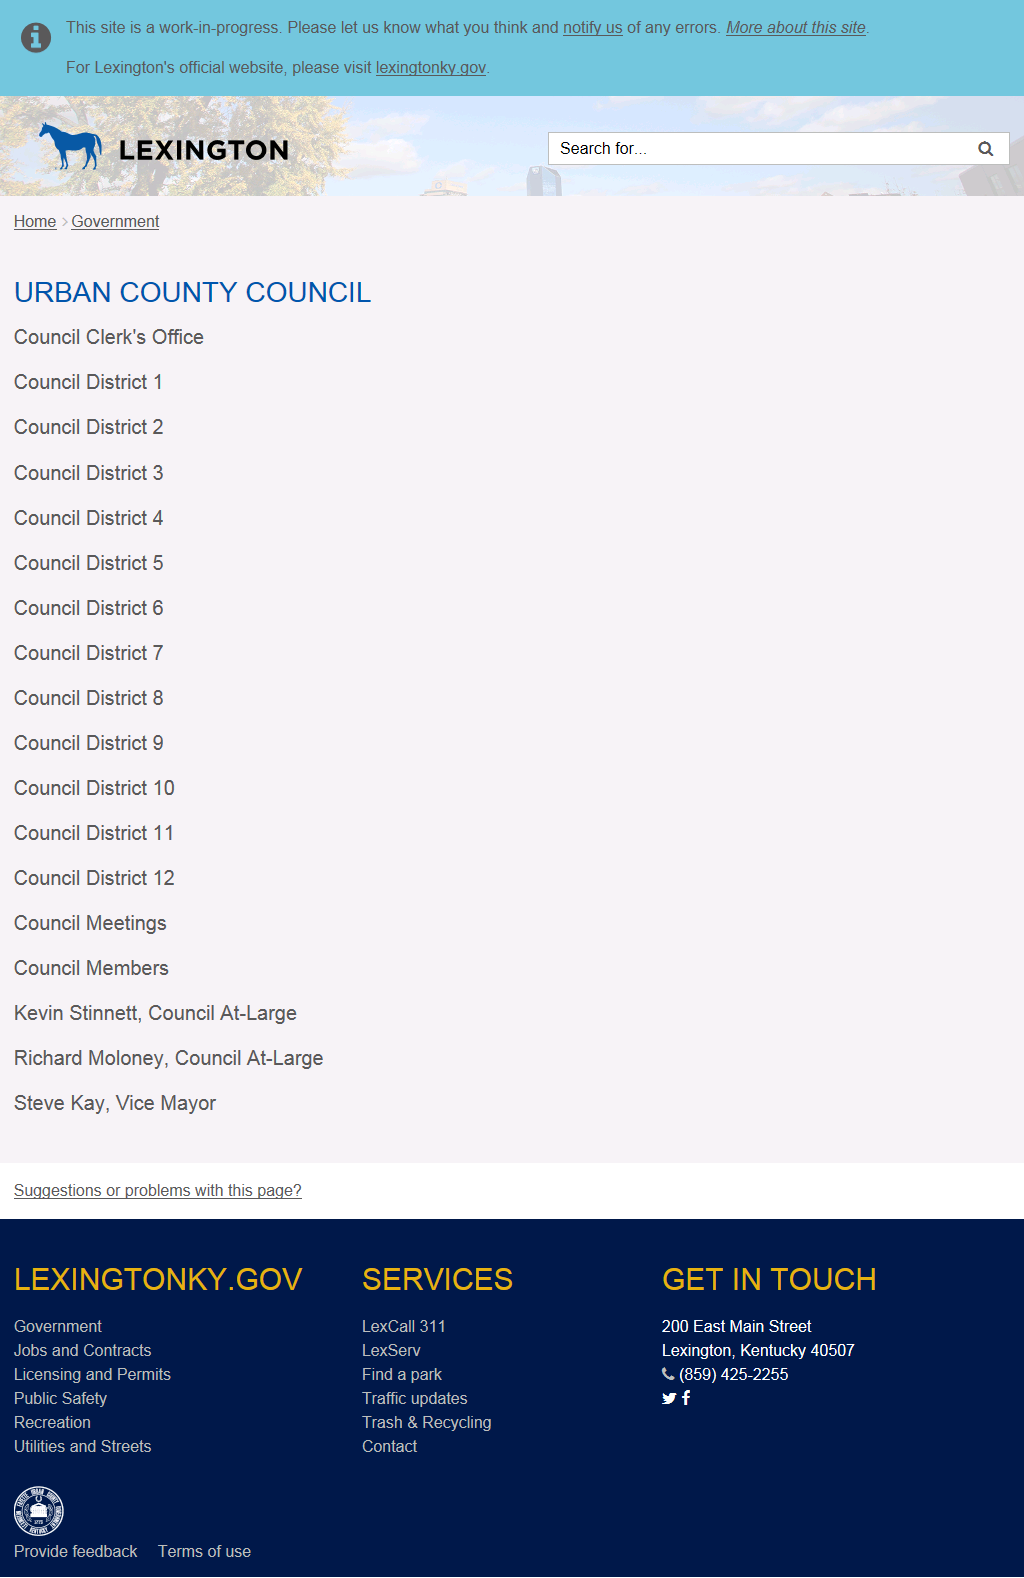 This site is a work-in-progress. Please let us know what you think and notify us of any errors. More about this site.
For Lexington's official website, please visit lexingtonky.gov.
LEXINGTON
Search for...
Home > Government
URBAN COUNTY COUNCIL
Council Clerk's Office
Council District 1
Council District 2
Council District 3
Council District 4
Council District 5
Council District 6
Council District 7
Council District 8
Council District 9
Council District 10
Council District 11
Council District 12
Council Meetings
Council Members
Kevin Stinnett, Council At-Large
Richard Moloney, Council At-Large
Steve Kay, Vice Mayor
Suggestions or problems with this page?
LEXINGTONKY.GOV
Government
Jobs and Contracts
Licensing and Permits
Public Safety
Recreation
Utilities and Streets
SERVICES
LexCall 311
LexServ
Find a park
Traffic updates
Trash & Recycling
Contact
GET IN TOUCH
200 East Main Street
Lexington, Kentucky 40507
(859) 425-2255
Provide feedback Terms of use